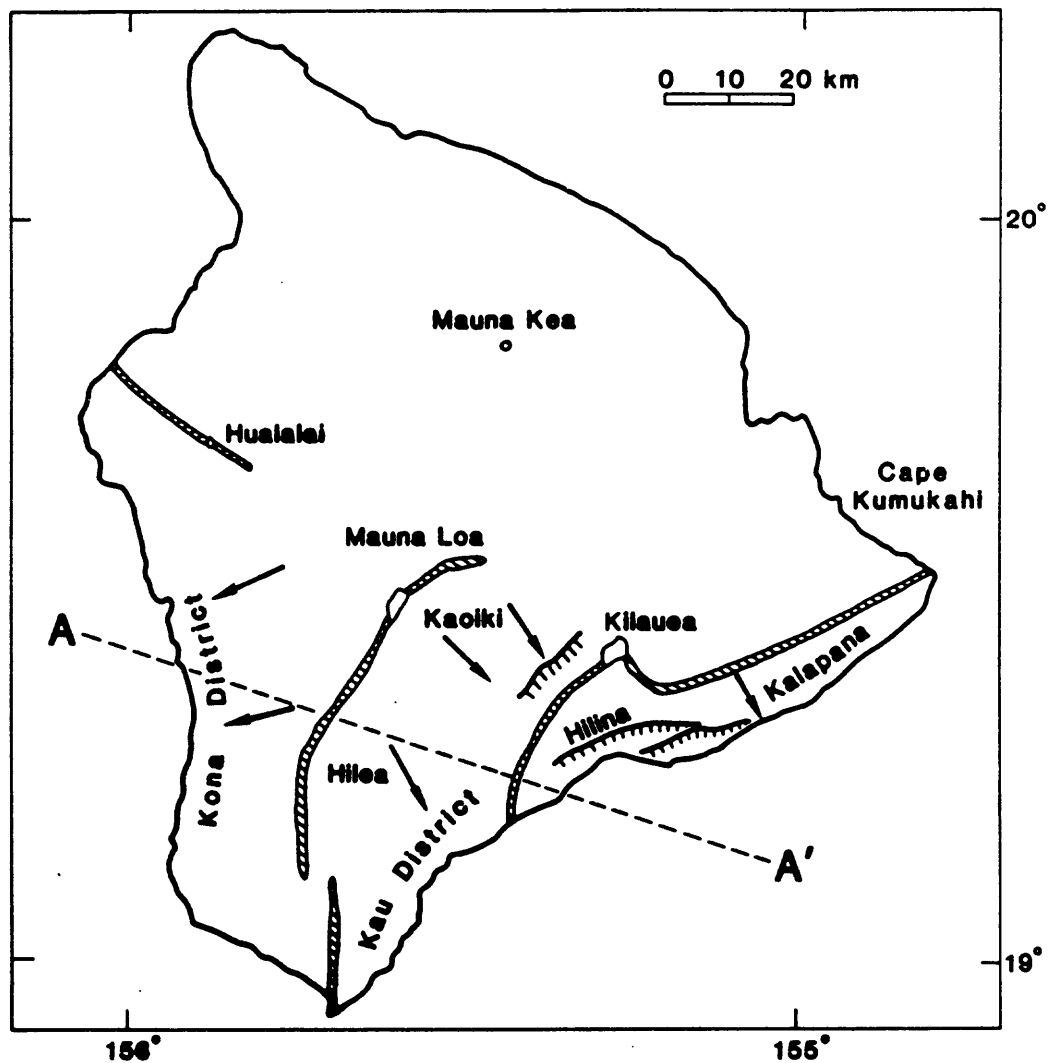 0 10 20 km
20°
Mauna Kea
Hualalai
Cape
Kumukahi
Mauna Loa
Kaoiki
Kilauea
A
Kona District
Kalapana
Hilina
Hilea
Kau District
A'
19°
156°
155°